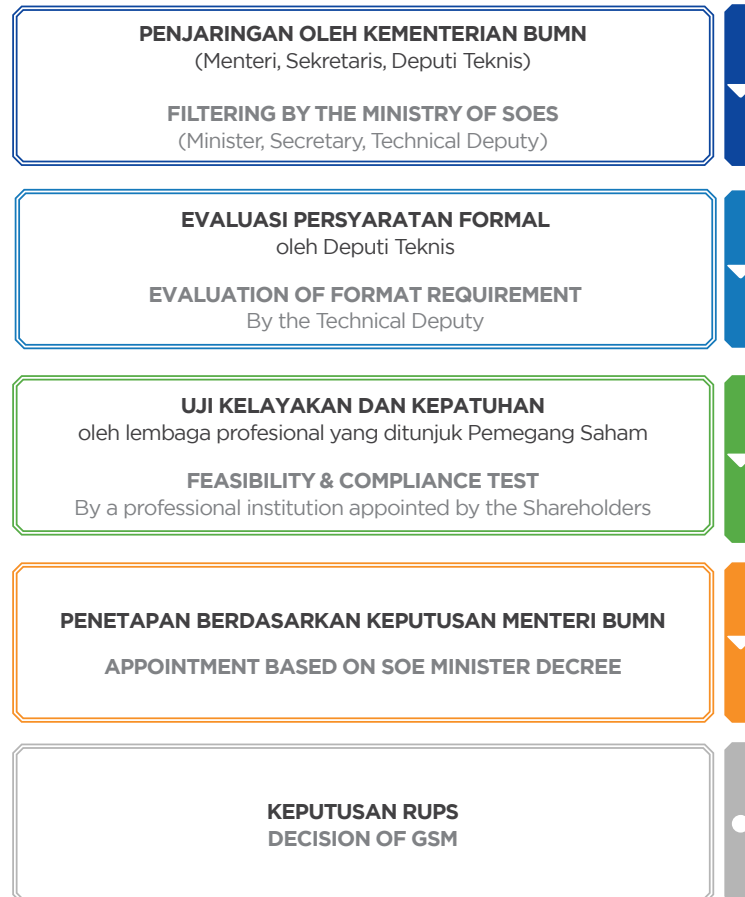 PENJARINGAN OLEH KEMENTERIAN BUMN
(Menteri, Sekretaris, Deputi Teknis)
FILTERING BY THE MINISTRY OF SOES
(Minister, Secretary, Technical Deputy)
EVALUASI PERSYARATAN FORMAL
oleh Deputi Teknis
EVALUATION OF FORMAT REQUIREMENT
By the Technical Deputy
UJI KELAYAKAN DAN KEPATUHAN
oleh lembaga profesional yang ditunjuk Pemegang Saham
FEASIBILITY & COMPLIANCE TEST
By a professional institution appointed by the Shareholders
PENETAPAN BERDASARKAN KEPUTUSAN MENTERI BUMN
APPOINTMENT BASED ON SOE MINISTER DECREE
KEPUTUSAN RUPS
DECISION OF GSM